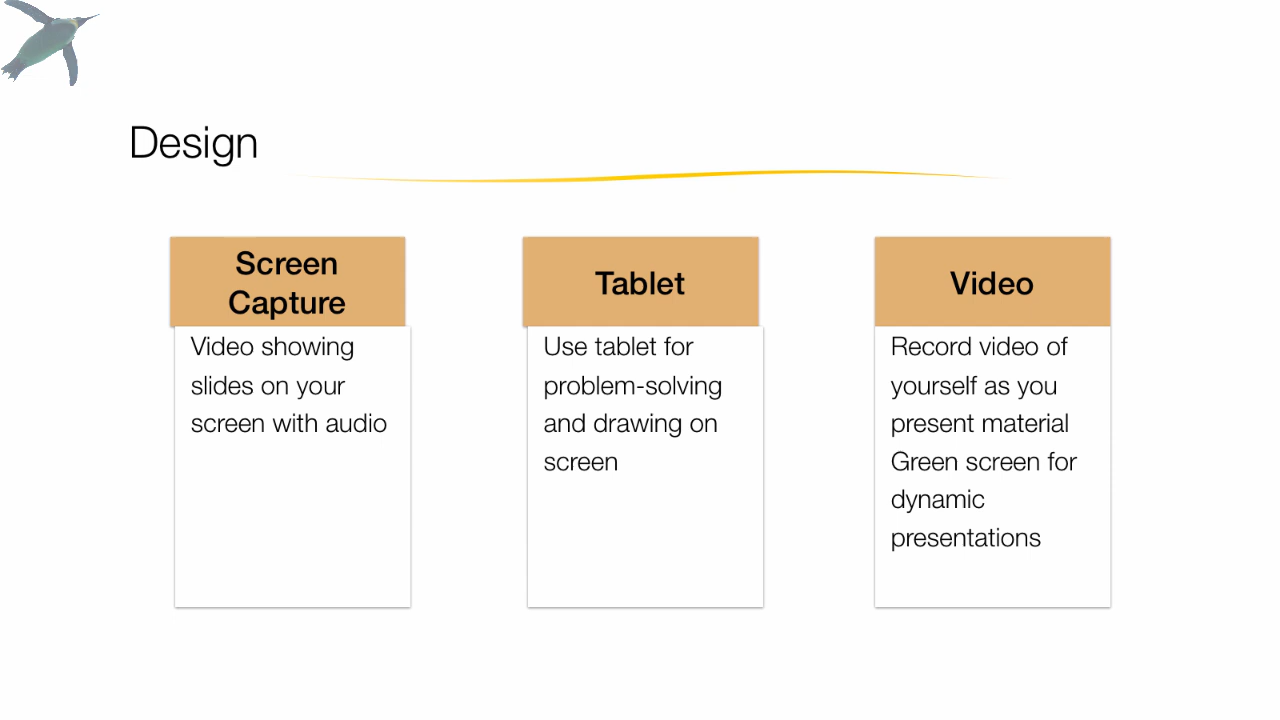 Design
Screen
Capture
Video showing
slides on your
screen with audio
Tablet
Use tablet for
problem-solving
and drawing on
screen
Video
Record video of
yourself as you
present material
Green screen for
dynamic
presentations